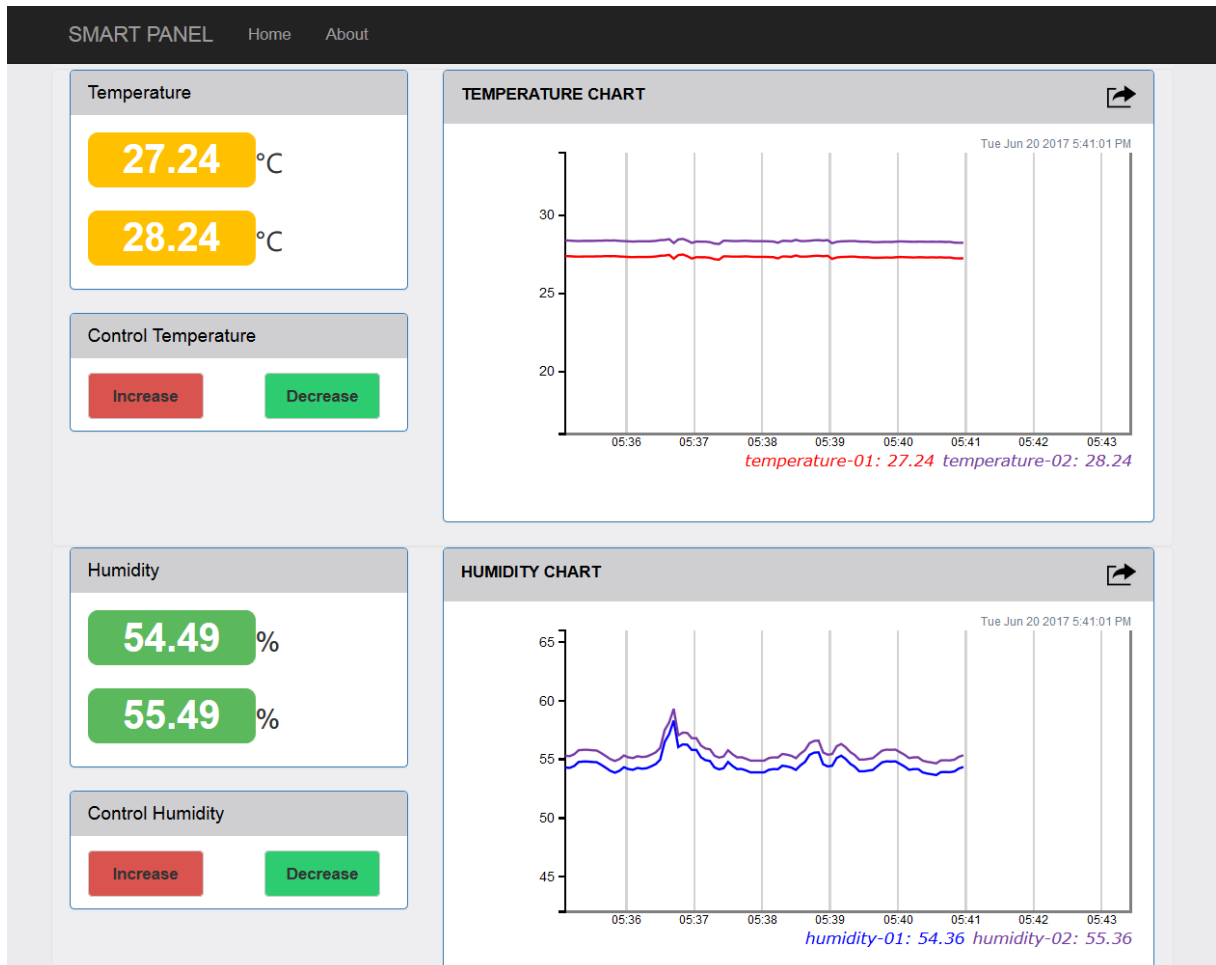 SMART PANEL Home About
Temperature
27.24 °C
28.24 °C
Control Temperature
Increase Decrease
TEMPERATURE CHART
Tue Jun 20 2017 5:41:01 PM
30
25
20
05:36 05:37 05:38 05:39 05:40 05:41 05:42 05:43
temperature-01: 27.24 temperature-02: 28.24
Humidity
54.49 %
55.49 %
Control Humidity
Increase Decrease
HUMIDITY CHART
Tue Jun 20 2017 5:41:01 PM
65
60
55
50
45
05:36 05:37 05:38 05:39 05:40 05:41 05:42 05:43
humidity-01: 54.36 humidity-02: 55.36